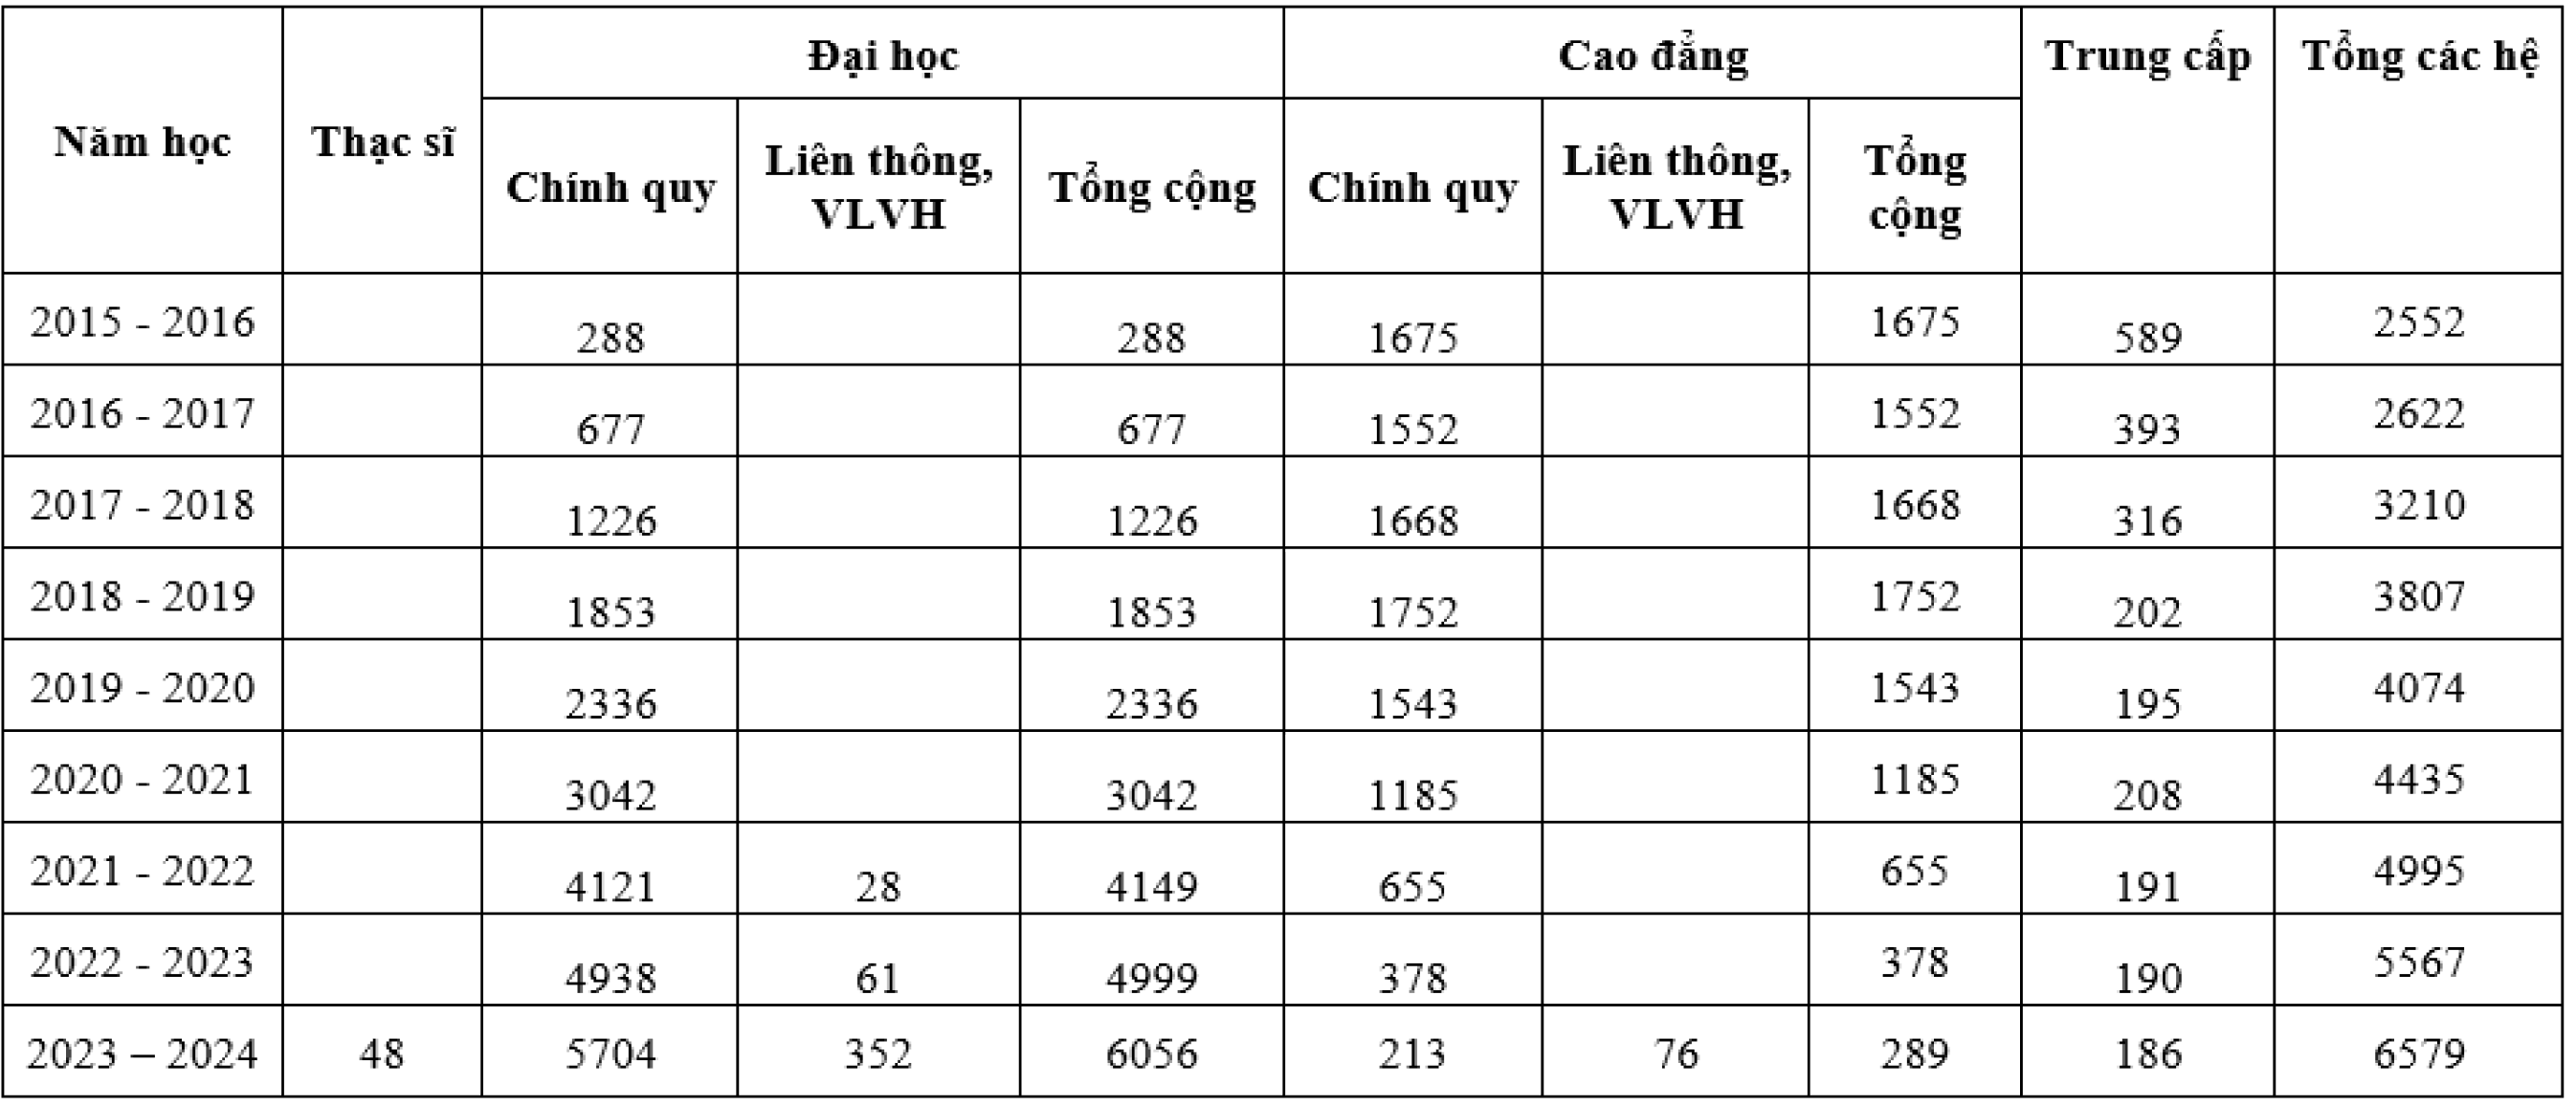 Năm học Thạc sĩ Đại học Cao đẳng Trung cấp Tổng các hệ
Chính quy Liên thông, VLVH Tổng cộng Chính quy Liên thông, VLVH Tổng cộng
2015 - 2016 288 288 1675 1675 589 2552
2016 - 2017 677 677 1552 1552 393 2622
2017 - 2018 1226 1226 1668 1668 316 3210
2018 - 2019 1853 1853 1752 1752 202 3807
2019 - 2020 2336 2336 1543 1543 195 4074
2020 - 2021 3042 3042 1185 1185 208 4435
2021 - 2022 4121 28 4149 655 655 191 4995
2022 - 2023 4938 61 4999 378 378 190 5567
2023 – 2024 48 5704 352 6056 213 76 289 186 6579